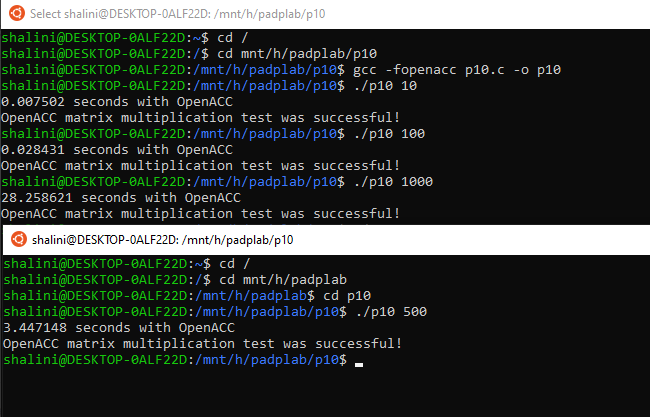 Select shalini@DESKTOP-0ALF22D: /mnt/h/padplab/p10
shalini@DESKTOP-0ALF22D:~$ cd /
shalini@DESKTOP-0ALF22D:/$ cd mnt/h/padplab/p10
shalini@DESKTOP-0ALF22D:/mnt/h/padplab/p10$ gcc -fopenacc p10.c -o p10
shalini@DESKTOP-0ALF22D:/mnt/h/padplab/p10$ ./p10 10
0.007502 seconds with OpenACC
OpenACC matrix multiplication test was successful!
shalini@DESKTOP-0ALF22D:/mnt/h/padplab/p10$ ./p10 100
0.028431 seconds with OpenACC
OpenACC matrix multiplication test was successful!
shalini@DESKTOP-0ALF22D:/mnt/h/padplab/p10$ ./p10 1000
28.258621 seconds with OpenACC
OpenACC matrix multiplication test was successful!
shalini@DESKTOP-0ALF22D: /mnt/h/padplab/p10
shalini@DESKTOP-0ALF22D:~$ cd /
shalini@DESKTOP-0ALF22D:/$ cd mnt/h/padplab
shalini@DESKTOP-0ALF22D:/mnt/h/padplab$ cd p10
shalini@DESKTOP-0ALF22D:/mnt/h/padplab/p10$ ./p10 500
3.447148 seconds with OpenACC
OpenACC matrix multiplication test was successful!
shalini@DESKTOP-0ALF22D:/mnt/h/padplab/p10$